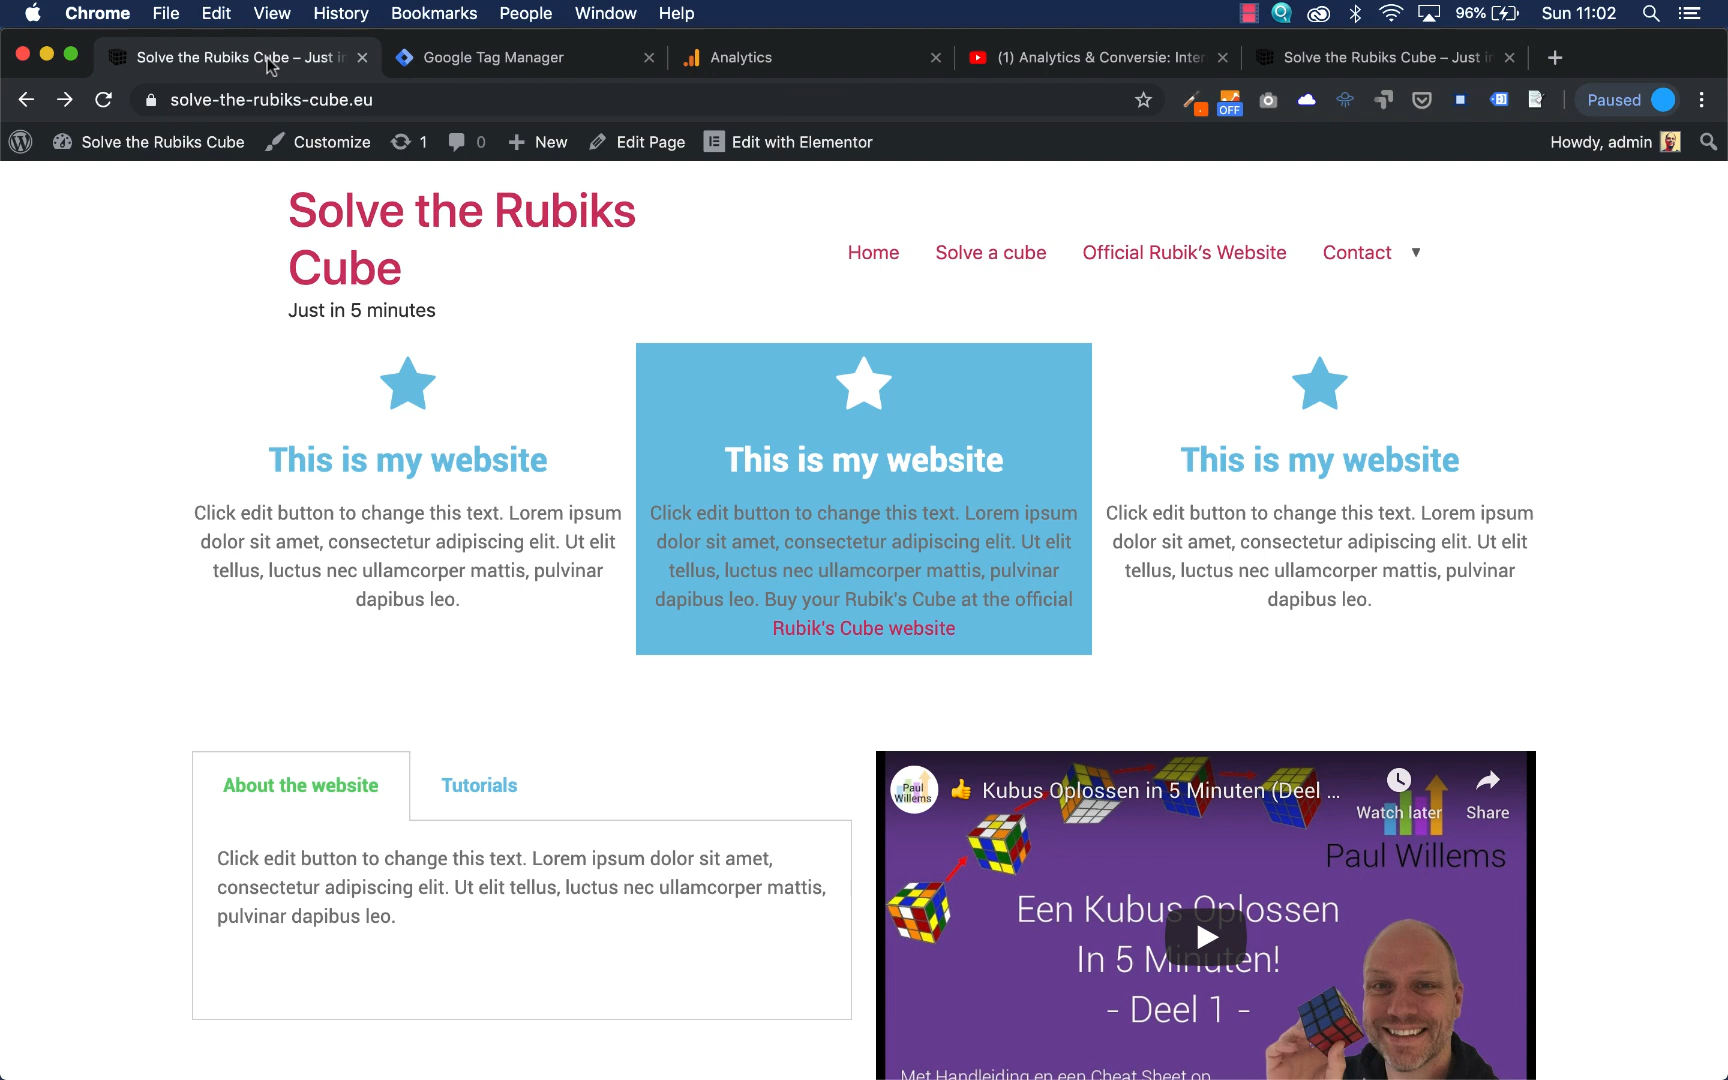 Chrome File Edit View History Bookmarks People Window Help 96% Sun 11:02
Solve the Rubiks Cube – Just in Google Tag Manager Analytics (1) Analytics & Conversie: Inter Solve the Rubiks Cube – Just in
solve-the-rubiks-cube.eu OFF Paused
Solve the Rubiks Cube Customize 1 0 New Edit Page Edit with Elementor Howdy, admin
Solve the Rubiks
Cube
Just in 5 minutes
Home Solve a cube Official Rubik's Website Contact
This is my website
Click edit button to change this text. Lorem ipsum
dolor sit amet, consectetur adipiscing elit. Ut elit
tellus, luctus nec ullamcorper mattis, pulvinar
dapibus leo.
This is my website
Click edit button to change this text. Lorem ipsum
dolor sit amet, consectetur adipiscing elit. Ut elit
tellus, luctus nec ullamcorper mattis, pulvinar
dapibus leo. Buy your Rubik's Cube at the official
Rubik's Cube website
This is my website
Click edit button to change this text. Lorem ipsum
dolor sit amet, consectetur adipiscing elit. Ut elit
tellus, luctus nec ullamcorper mattis, pulvinar
dapibus leo.
About the website Tutorials
Click edit button to change this text. Lorem ipsum dolor sit amet,
consectetur adipiscing elit. Ut elit tellus, luctus nec ullamcorper mattis,
pulvinar dapibus leo.
Paul
Willems
👍 Kubus Oplossen in 5 Minuten (Deel ...
Watch later Share
Paul Willems
Een Kubus Oplossen
In 5 Minuten!
- Deel 1 -
Met Handleiding en een Cheat Sheet op